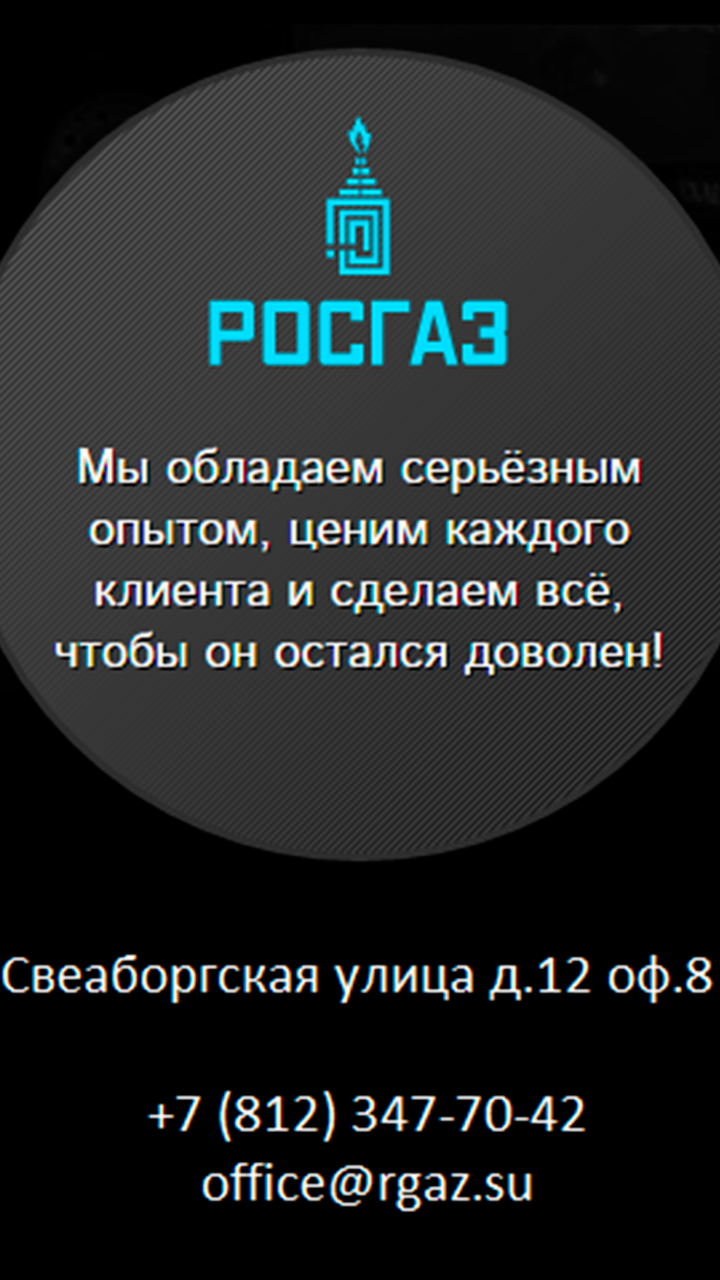 РОСГАЗ
Мы обладаем серьёзным
опытом, ценим каждого
клиента и сделаем всё,
чтобы он остался доволен!
Свеаборгская улица д.12 оф.8
+7 (812) 347-70-42
office@rgaz.su